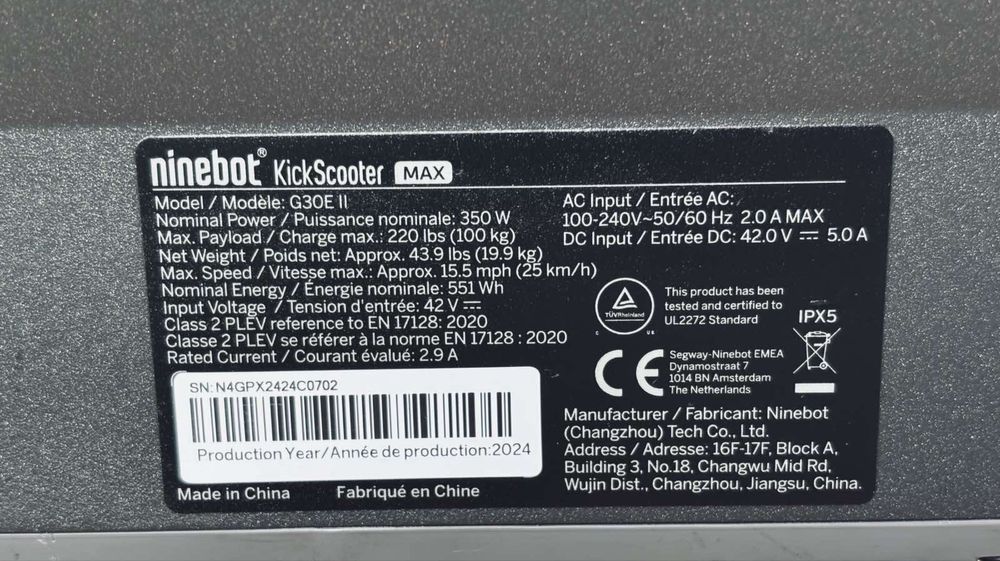 ninebot® KickScooter MAX
Model / Modèle: G30E II
Nominal Power / Puissance nominale: 350 W
Max. Payload / Charge max.: 220 lbs (100 kg)
Net Weight / Poids net: Approx. 43.9 lbs (19.9 kg)
Max. Speed / Vitesse max.: Approx. 15.5 mph (25 km/h)
Nominal Energy / Énergie nominale: 551 Wh
Input Voltage / Tension d'entrée: 42 V ⎓
Class 2 PLEV reference to EN 17128: 2020
Classe 2 PLEV se référer à la norme EN 17128 : 2020
Rated Current / Courant évalué: 2.9 A
SN: N4GPX2424C0702
Production Year/Année de production:2024
Made in China Fabriqué en Chine
AC Input / Entrée AC:
100-240V~50/60 Hz 2.0 A MAX
DC Input / Entrée DC: 42.0 V ⎓ 5.0 A
TÜVRheinland
C US
This product has been
tested and certified to
UL2272 Standard
IPX5
CE
Segway-Ninebot EMEA
Dynamostraat 7
1014 BN Amsterdam
The Netherlands
Manufacturer / Fabricant: Ninebot
(Changzhou) Tech Co., Ltd.
Address / Adresse: 16F-17F, Block A,
Building 3, No.18, Changwu Mid Rd,
Wujin Dist., Changzhou, Jiangsu, China.